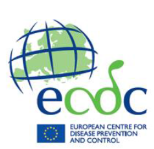 ecdc
EUROPEAN CENTRE FOR
DISEASE PREVENTION
AND CONTROL